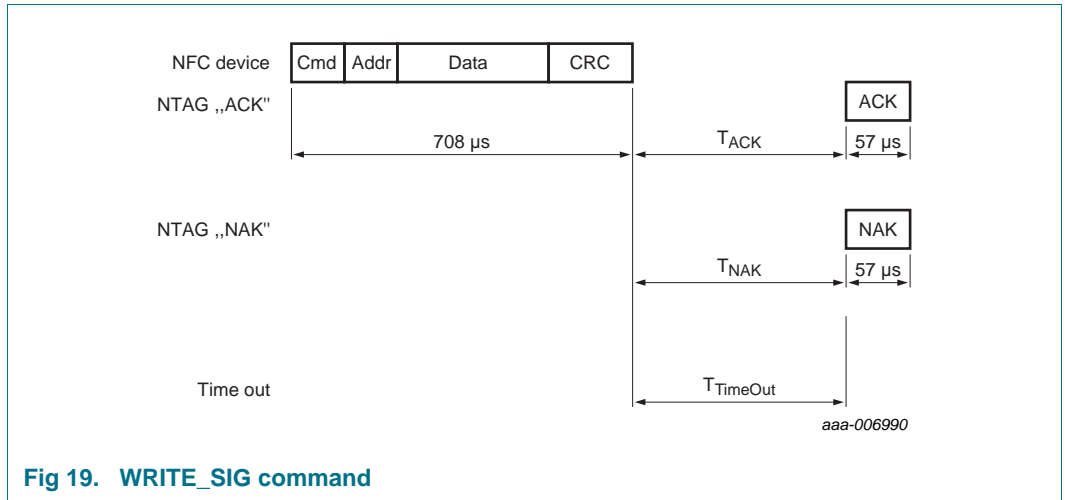 NFC device Cmd Addr Data CRC
NTAG ,,ACK" ACK
708 µs TACK 57 µs
NTAG ,,NAK" NAK
TNAK 57 µs
Time out TTimeOut
aaa-006990
Fig 19. WRITE_SIG command